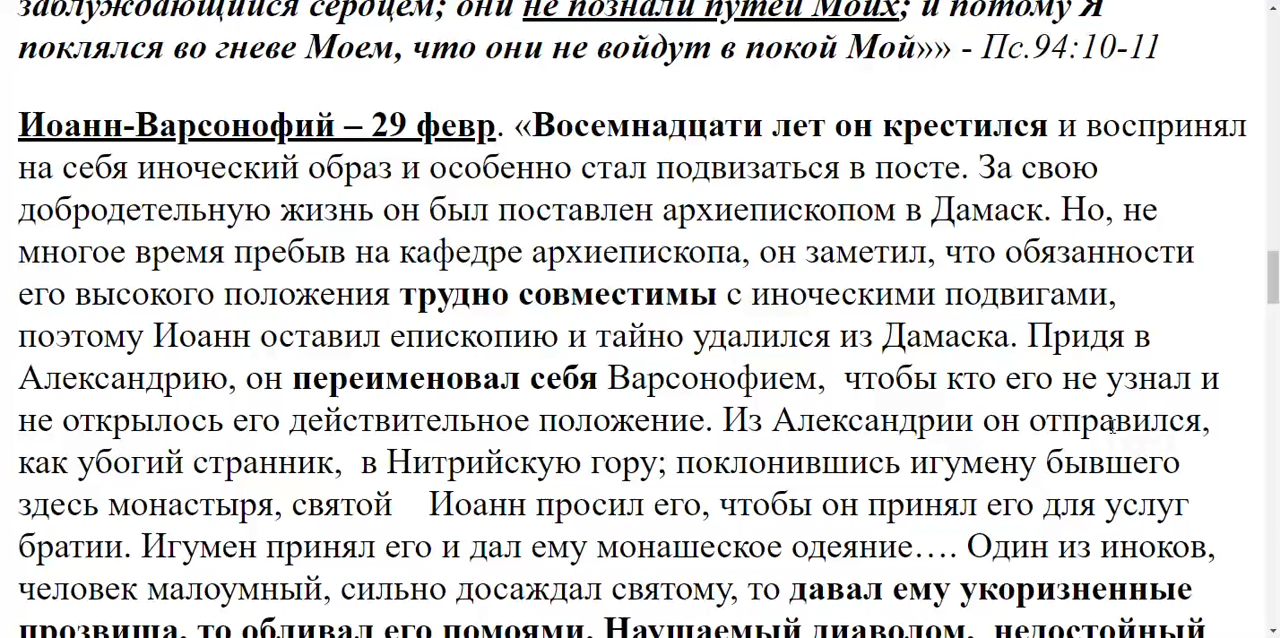 заблуждающийся сердцем; они не познали путей Моих; и потому Я
поклялся во гневе Моем, что они не войдут в покой Мой»» - Пс.94:10-11
Иоанн-Варсонофий – 29 февр. «Восемнадцати лет он крестился и воспринял
на себя иноческий образ и особенно стал подвизаться в посте. За свою
добродетельную жизнь он был поставлен архиепископом в Дамаск. Но, не
многое время пребыв на кафедре архиепископа, он заметил, что обязанности
его высокого положения трудно совместимы с иноческими подвигами,
поэтому Иоанн оставил епископию и тайно удалился из Дамаска. Придя в
Александрию, он переименовал себя Варсонофием, чтобы кто его не узнал и
не открылось его действительное положение. Из Александрии он отправился,
как убогий странник, в Нитрийскую гору; поклонившись игумену бывшего
здесь монастыря, святой Иоанн просил его, чтобы он принял его для услуг
братии. Игумен принял его и дал ему монашеское одеяние…. Один из иноков,
человек малоумный, сильно досаждал святому, то давал ему укоризненные
прозвища, то обливал его помоями. Наущаемый диаволом, недостойный